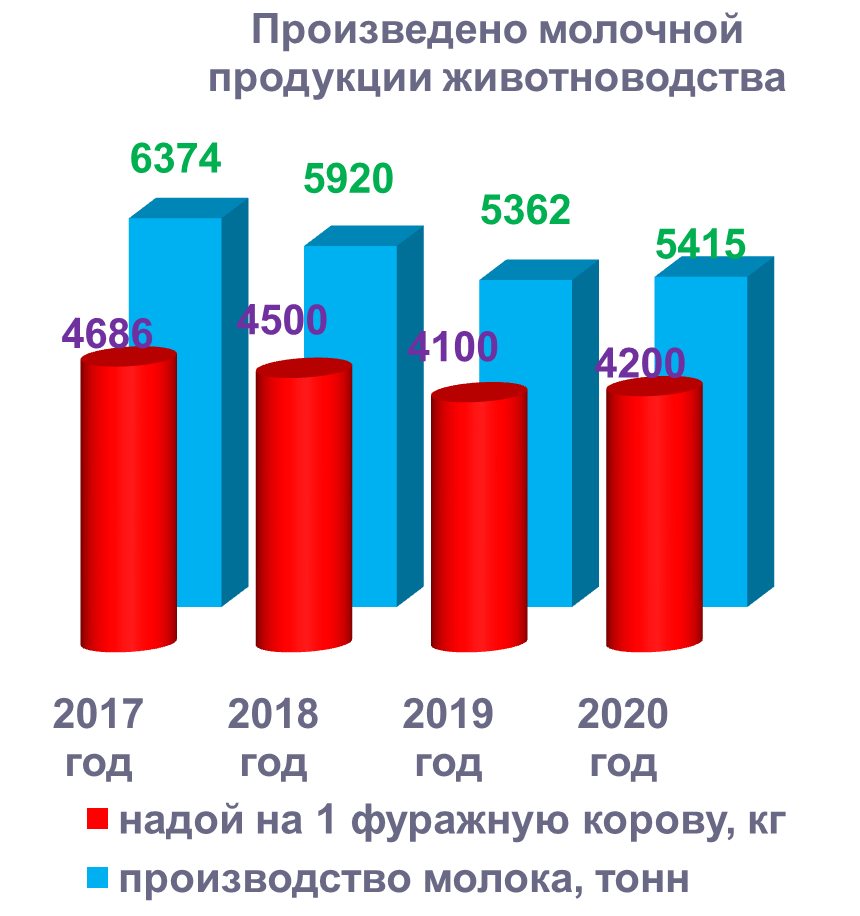 Произведено молочной
продукции животноводства
6374
5920
5362
5415
4686
4500
4100
4200
2017
год
2018
год
2019
год
2020
год
надой на 1 фуражную корову, кг
производство молока, тонн